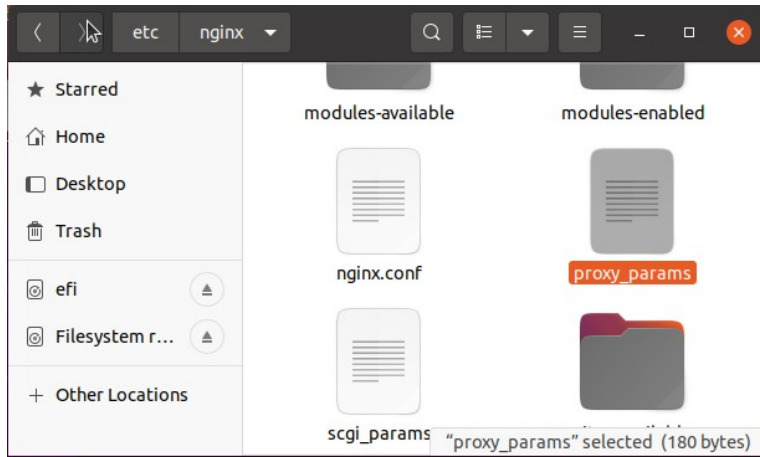 etc nginx
Starred
Home
Desktop
Trash
efi
Filesystem r...
Other Locations
modules-available
modules-enabled
nginx.conf
proxy_params
scgi_params
"proxy_params" selected (180 bytes)